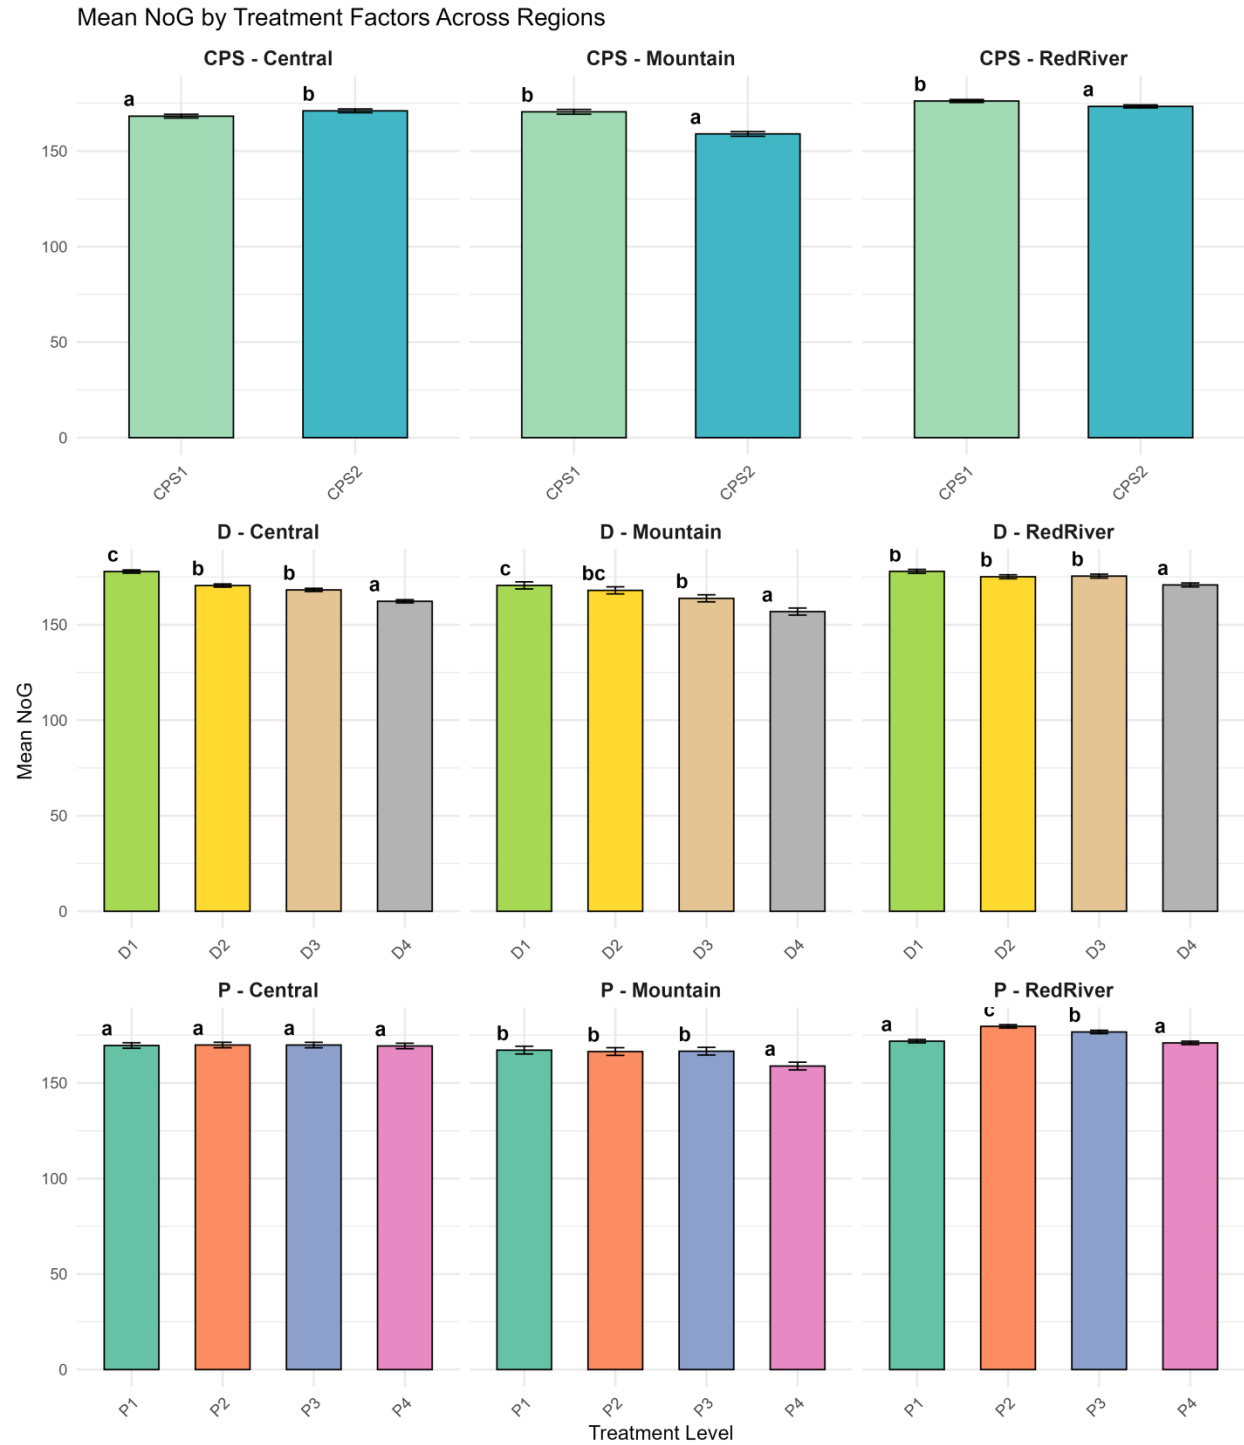 Mean NoG by Treatment Factors Across Regions
CPS - Central
CPS - Mountain
CPS - RedRiver
a
b
b
a
b
a
150
100
50
0
CPS1
CPS2
CPS1
CPS2
CPS1
CPS2
D - Central
D - Mountain
D - RedRiver
c
b
b
a
c
bc
b
a
b
b
b
a
150
100
50
0
Mean NoG
D1
D2
D3
D4
D1
D2
D3
D4
D1
D2
D3
D4
P - Central
P - Mountain
P - RedRiver
a
a
a
a
b
b
b
a
a
c
b
a
150
100
50
0
P1
P2
P3
P4
P1
P2
P3
P4
P1
P2
P3
P4
Treatment Level